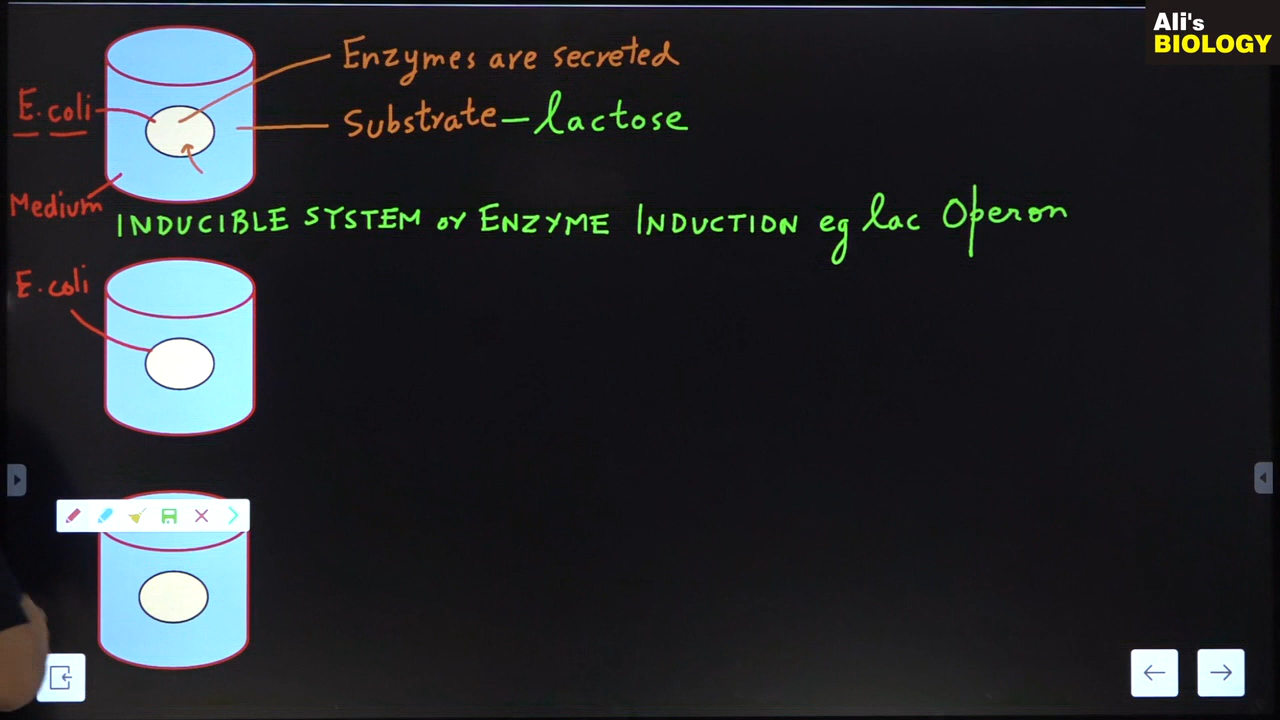 Ali's
BIOLOGY
Enzymes are secreted
E.coli
Substrate - lactose
Medium
INDUCIBLE SYSTEM or ENZYME INDUCTION eg lac Operon
E.coli